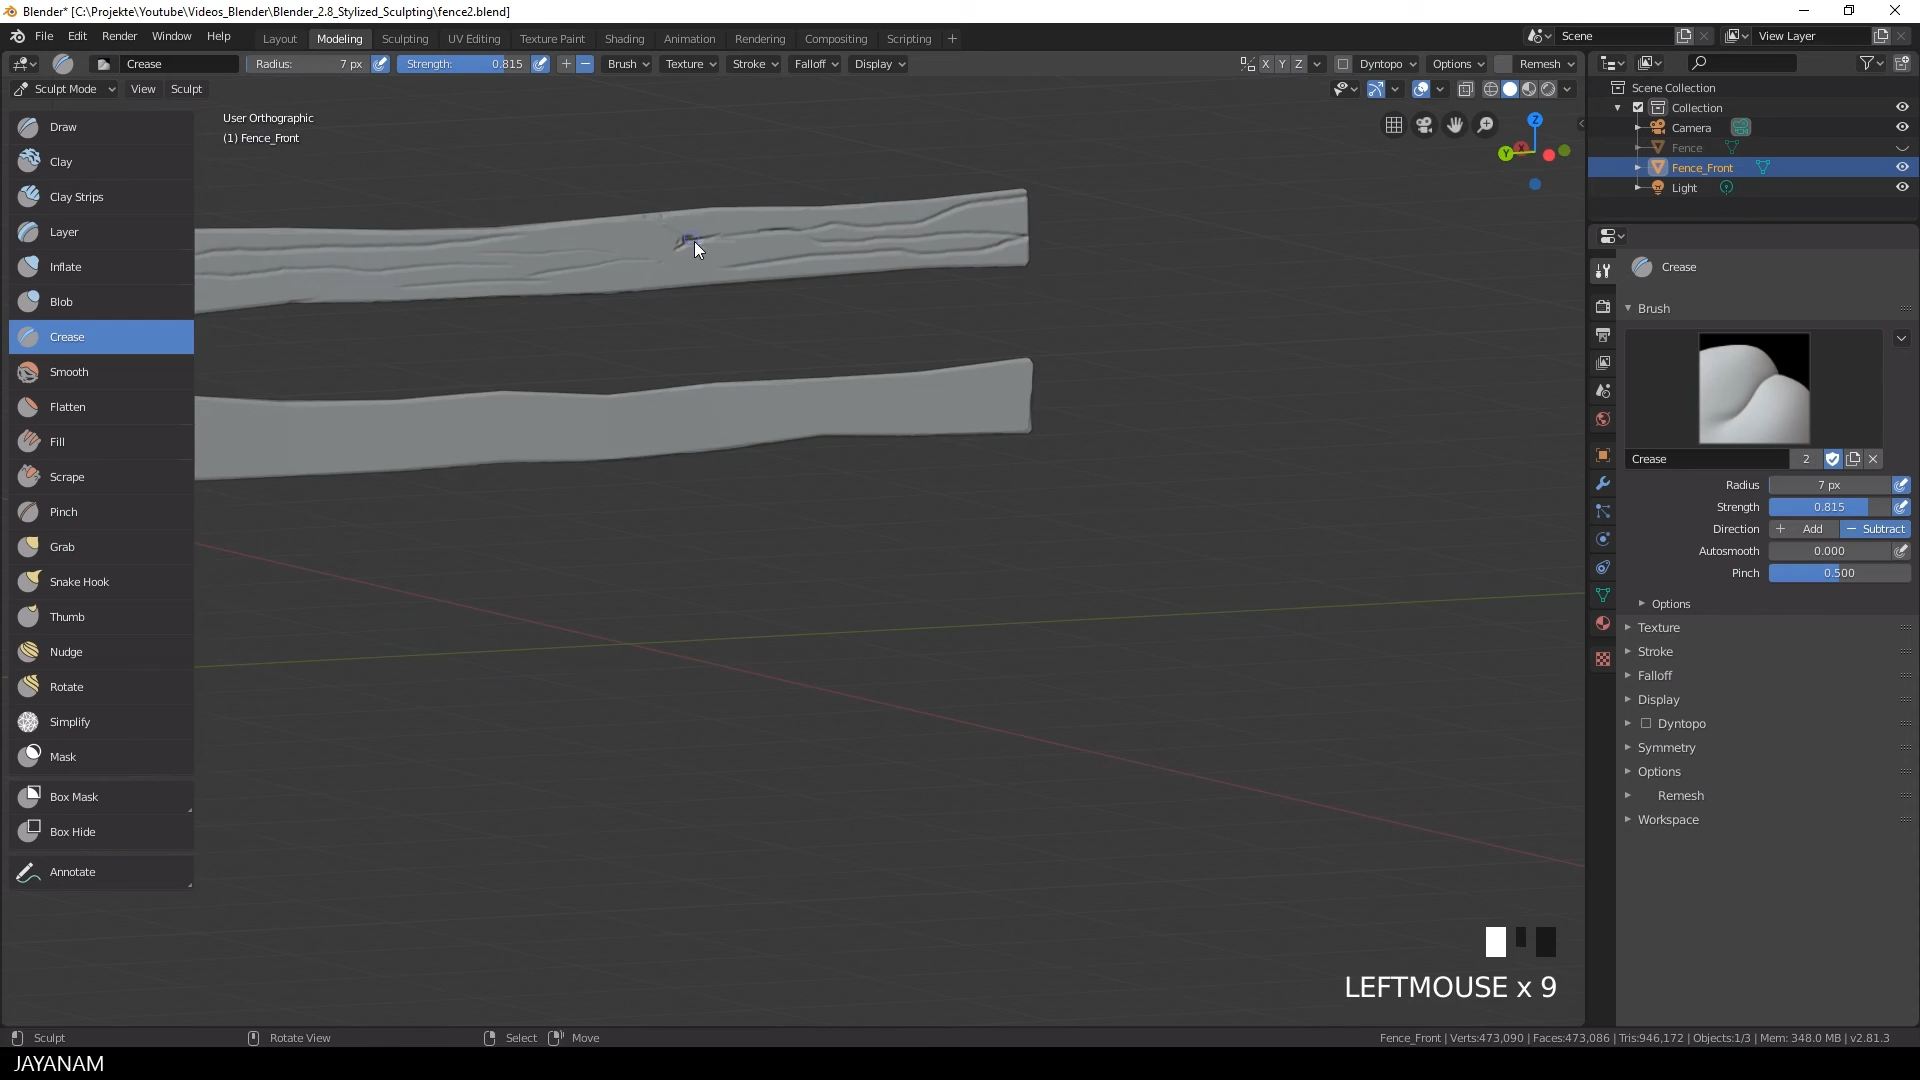 Blender* [C:\Projekte\Youtube\Videos_Blender\Blender_2.8_Stylized_Sculpting\fence2.blend]
File Edit Render Window Help Layout Modeling Sculpting UV Editing Texture Paint Shading Animation Rendering Compositing Scripting + Scene View Layer
Crease Radius: 7 px Strength: 0.815 Brush Texture Stroke Falloff Display X Y Z Dyntopo Options Remesh
Sculpt Mode View Sculpt
User Orthographic
(1) Fence_Front
Draw
Clay
Clay Strips
Layer
Inflate
Blob
Crease
Smooth
Flatten
Fill
Scrape
Pinch
Grab
Snake Hook
Thumb
Nudge
Rotate
Simplify
Mask
Box Mask
Box Hide
Annotate
Z
Y
X
Scene Collection
Collection
Camera
Fence
Fence_Front
Light
Crease
Brush
Crease 2
Radius 7 px
Strength 0.815
Direction + Add − Subtract
Autosmooth 0.000
Pinch 0.500
Options
Texture
Stroke
Falloff
Display
Dyntopo
Symmetry
Options
Remesh
Workspace
LEFTMOUSE x 9
Sculpt Rotate View Select Move Fence_Front | Verts:473,090 | Faces:473,086 | Tris:946,172 | Objects:1/3 | Mem: 348.0 MB | v2.81.3
JAYANAM